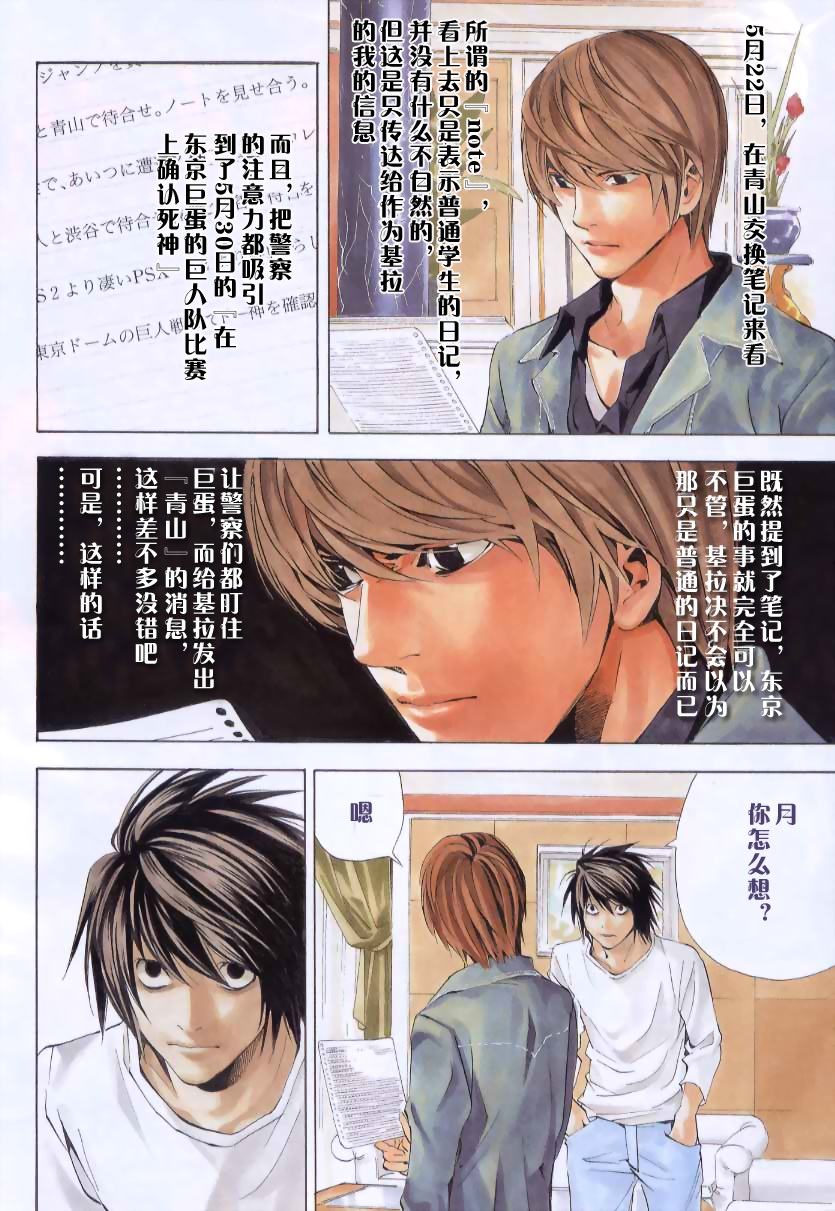 5月22日，在青山交换笔记来看
所谓的『note』，
看上去只是表示普通学生的日记，
并没有什么不自然的，
但这是只传达给作为基拉
的我的信息
而且，把警察
的注意力都吸引
到了5月30日的『在
东京巨蛋的巨人队比赛
上确认死神』
と青山で待合せ。ノートを見せ合う。
で、あいつに遭
人と渋谷で待合
S2より凄いPSX
東京ドームの巨人戦
神を確認
既然提到了笔记，东京
巨蛋的事就完全可以
不管，基拉决不会以为
那只是普通的日记而已
让警察们都盯住
巨蛋，而给基拉发出
『青山』的消息，
这样差不多没错吧
…………
可是，这样的话
…………
月
你怎么想？
嗯